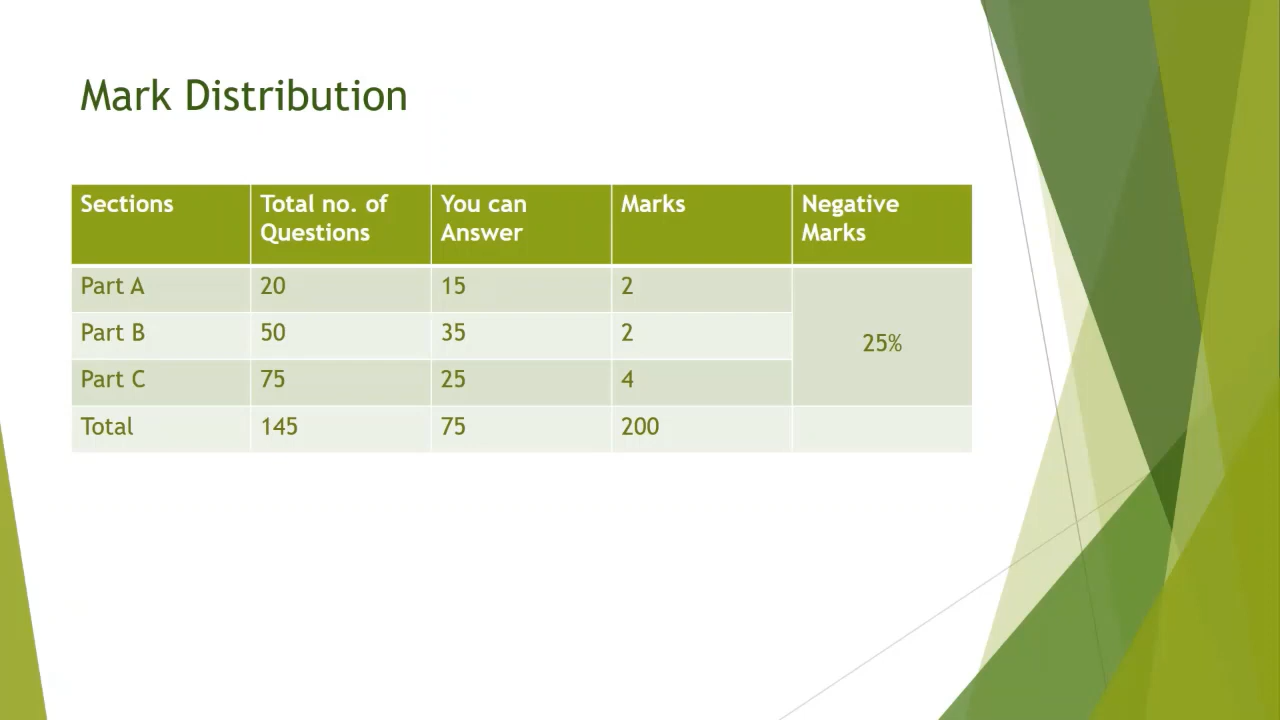 Mark Distribution
Sections Total no. of Questions You can Answer Marks Negative Marks
Part A 20 15 2 25%
Part B 50 35 2
Part C 75 25 4
Total 145 75 200